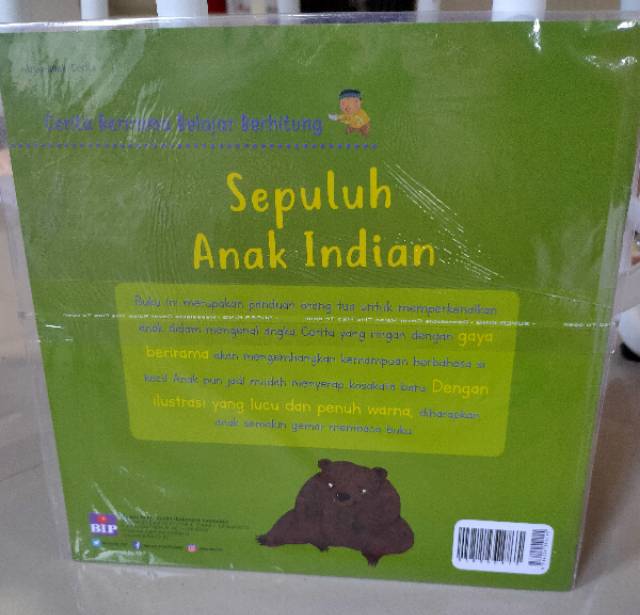 Cerita Berirama Belajar Berhitung
Sepuluh
Anak Indian
Buku ini merupakan panduan orang tua untuk memperkenalkan
anak dalam mengenal angka. Cerita yang ringan dengan gaya
berirama akan mengembangkan kemampuan berbahasa si
kecil. Anak pun jadi mudah menyerap kosakata baru. Dengan
ilustrasi yang lucu dan penuh warna, diharapkan
anak semakin gemar membaca buku.
BIP